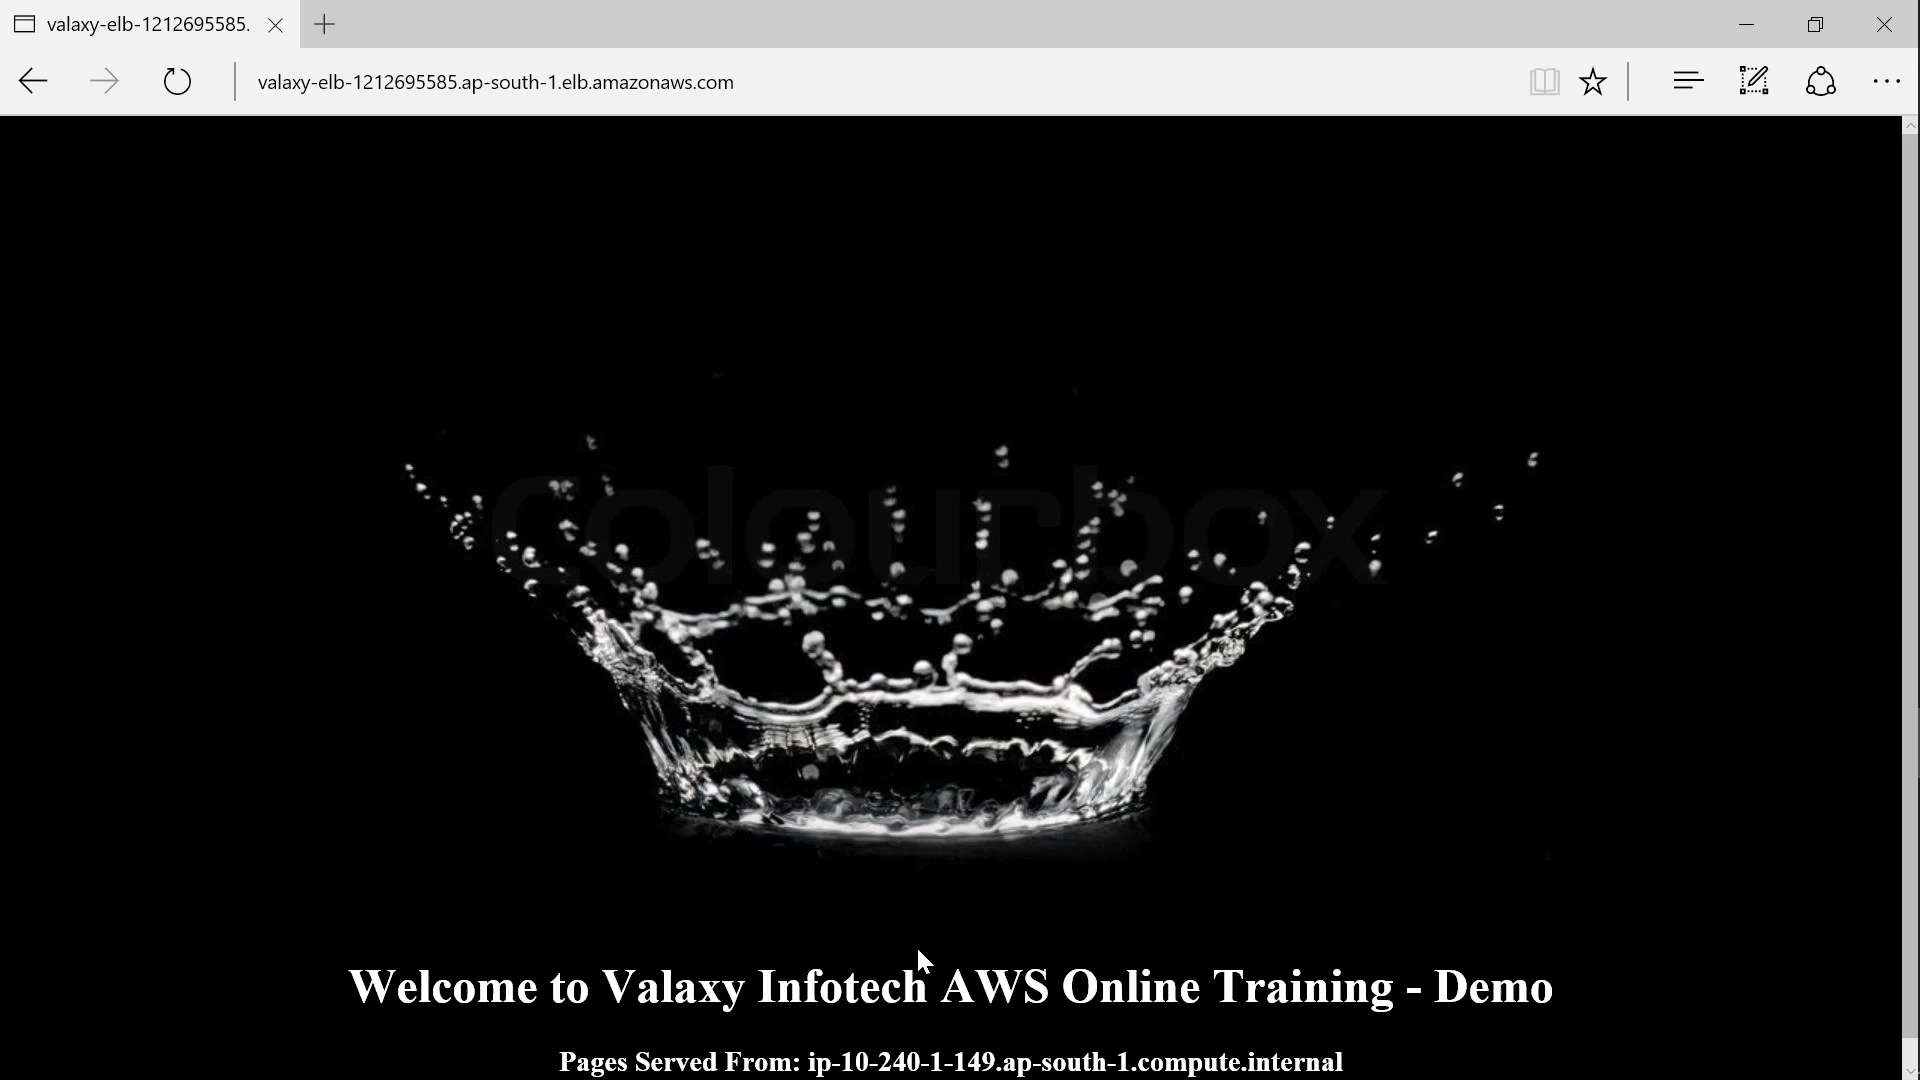 valaxy-elb-1212695585.
valaxy-elb-1212695585.ap-south-1.elb.amazonaws.com
Colourbox
Welcome to Valaxy Infotech AWS Online Training - Demo
Pages Served From: ip-10-240-1-149.ap-south-1.compute.internal